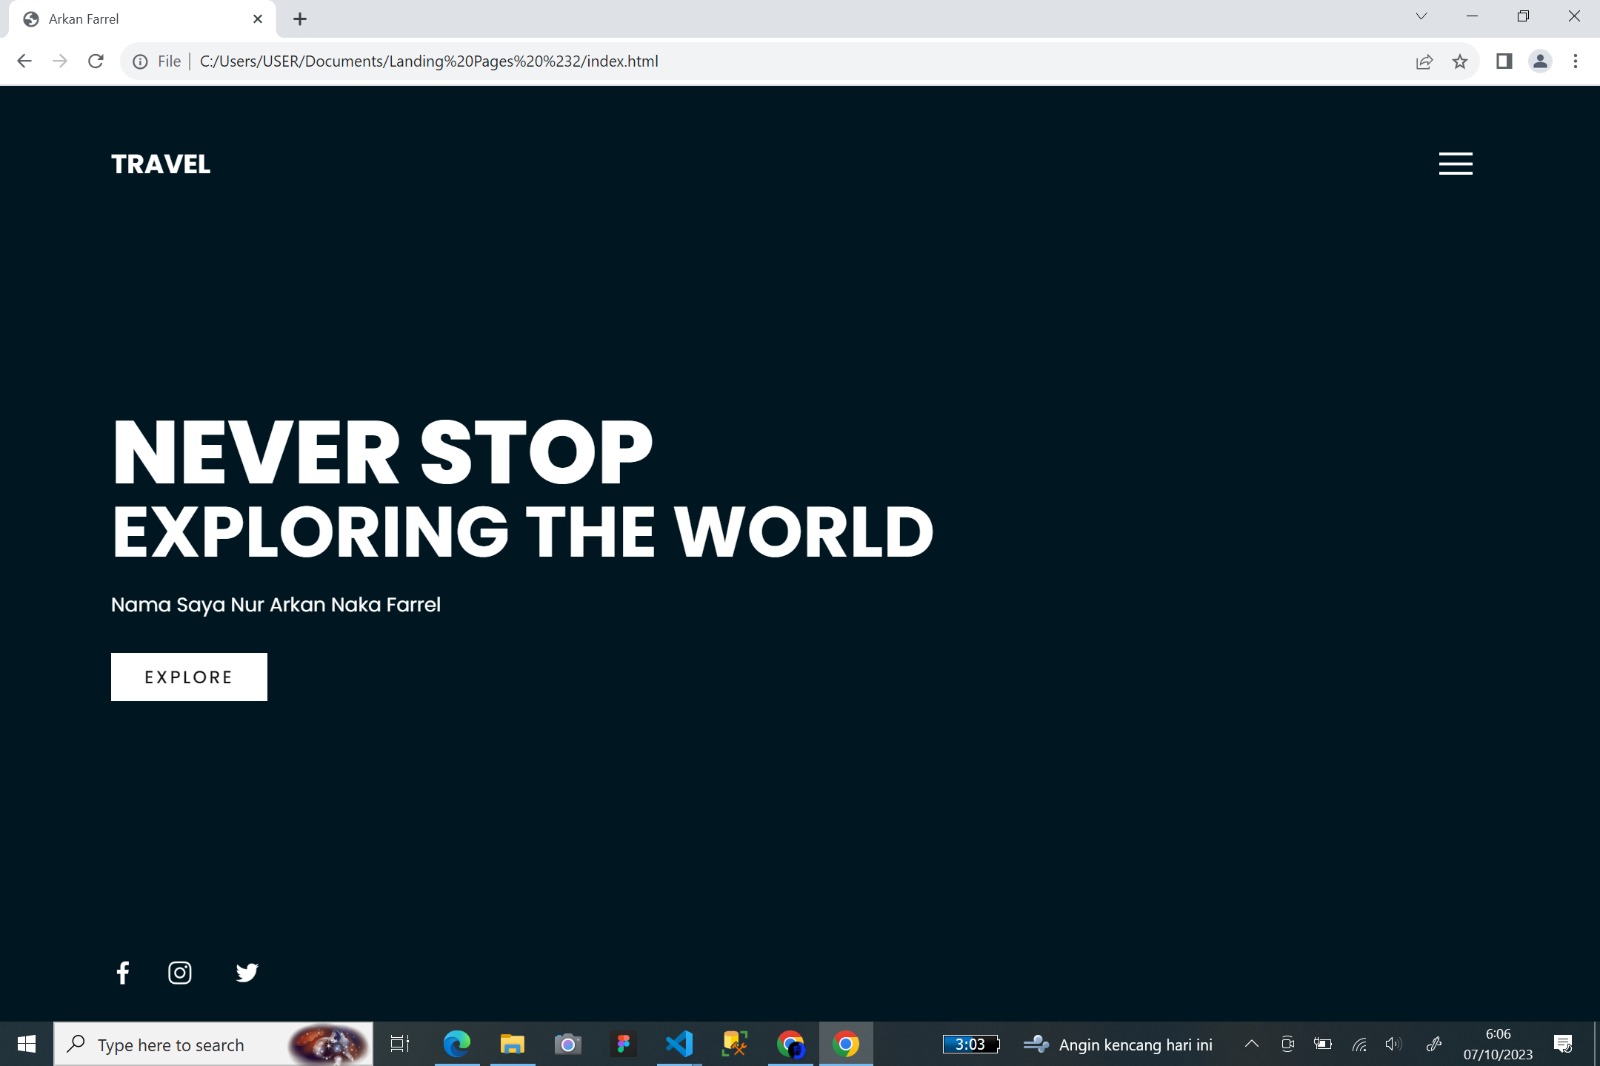 Arkan Farrel
File
C:/Users/USER/Documents/Landing%20Pages%20%232/index.html
TRAVEL
NEVER STOP
EXPLORING THE WORLD
Nama Saya Nur Arkan Naka Farrel
EXPLORE
Type here to search
3:03
Angin kencang hari ini
6:06
07/10/2023